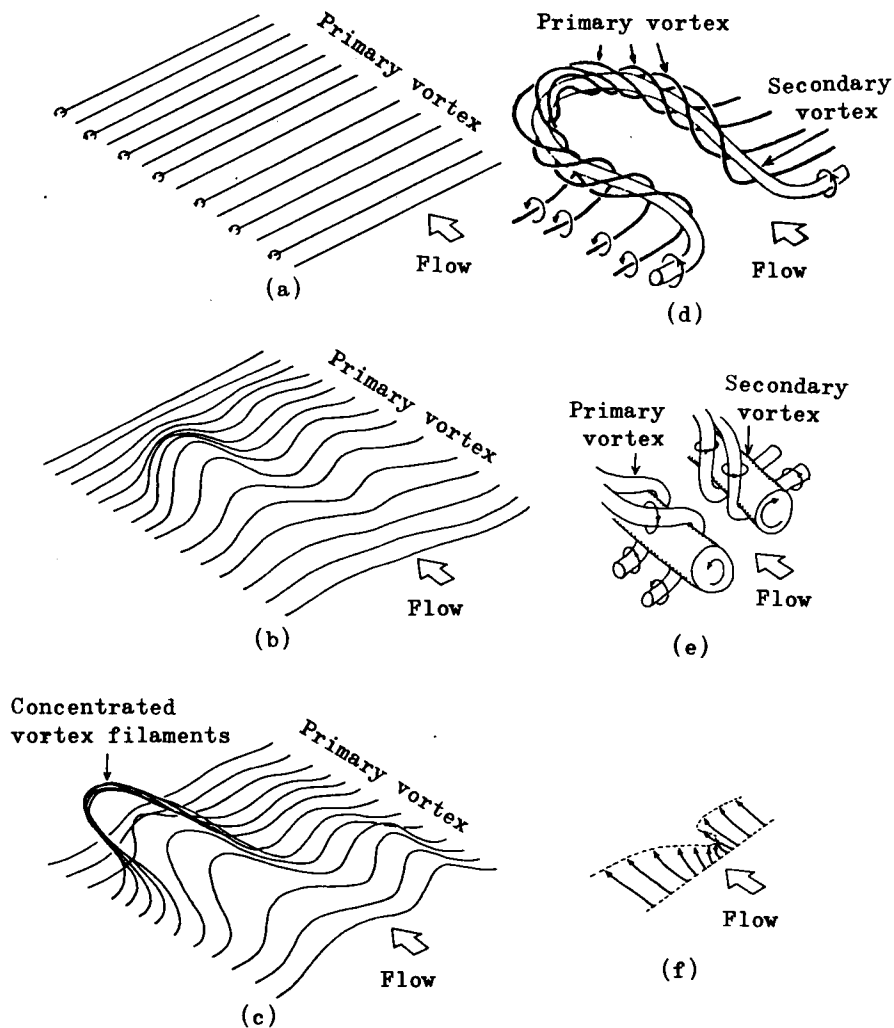 Primary vortex
Flow
(a)
Primary vortex
Secondary
vortex
Flow
(d)
Primary vortex
Flow
(b)
Primary
vortex
Secondary
vortex
Flow
(e)
Concentrated
vortex filaments
Primary vortex
Flow
(c)
Flow
(f)